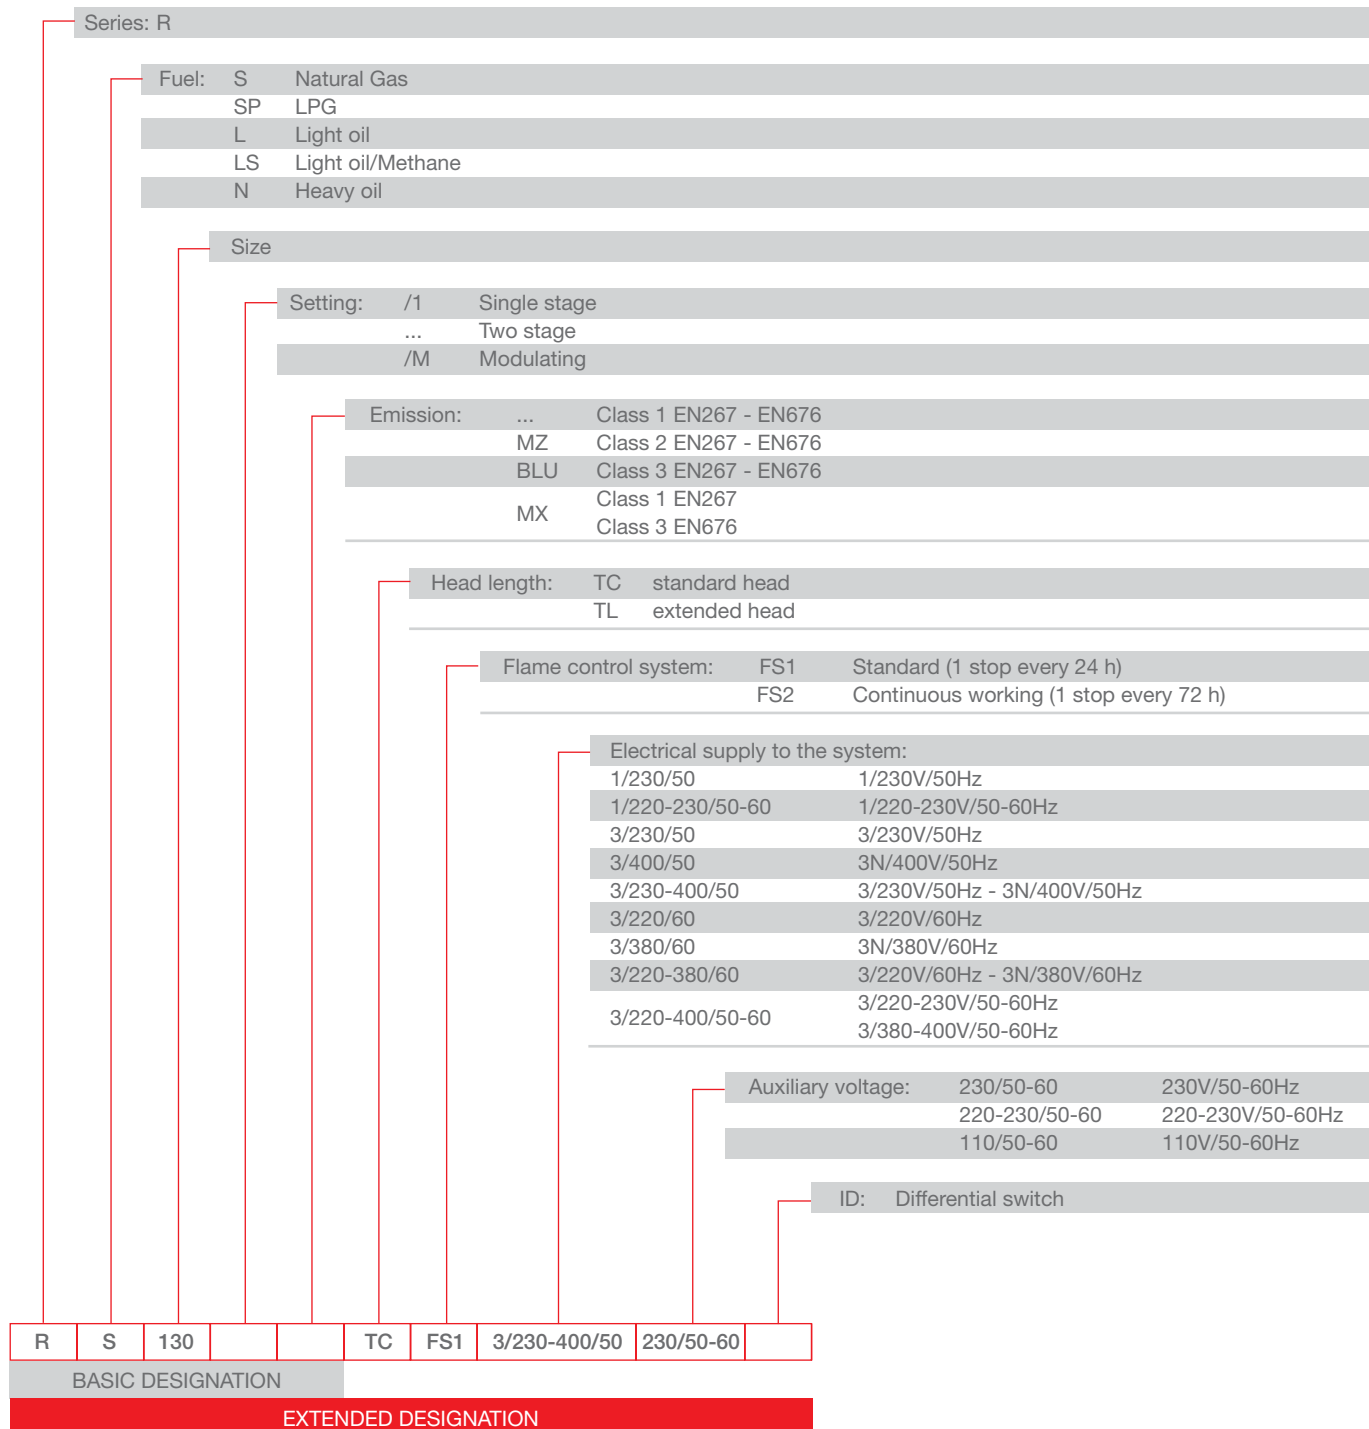 Series: R
Fuel: S Natural Gas
SP LPG
L Light oil
LS Light oil/Methane
N Heavy oil
Size
Setting: /1 Single stage
... Two stage
/M Modulating
Emission: ... Class 1 EN267 - EN676
MZ Class 2 EN267 - EN676
BLU Class 3 EN267 - EN676
MX Class 1 EN267
Class 3 EN676
Head length: TC standard head
TL extended head
Flame control system: FS1 Standard (1 stop every 24 h)
FS2 Continuous working (1 stop every 72 h)
Electrical supply to the system:
1/230/50 1/230V/50Hz
1/220-230/50-60 1/220-230V/50-60Hz
3/230/50 3/230V/50Hz
3/400/50 3N/400V/50Hz
3/230-400/50 3/230V/50Hz - 3N/400V/50Hz
3/220/60 3/220V/60Hz
3/380/60 3N/380V/60Hz
3/220-380/60 3/220V/60Hz - 3N/380V/60Hz
3/220-400/50-60 3/220-230V/50-60Hz
3/380-400V/50-60Hz
Auxiliary voltage: 230/50-60 230V/50-60Hz
220-230/50-60 220-230V/50-60Hz
110/50-60 110V/50-60Hz
ID: Differential switch
R S 130 TC FS1 3/230-400/50 230/50-60
BASIC DESIGNATION
EXTENDED DESIGNATION